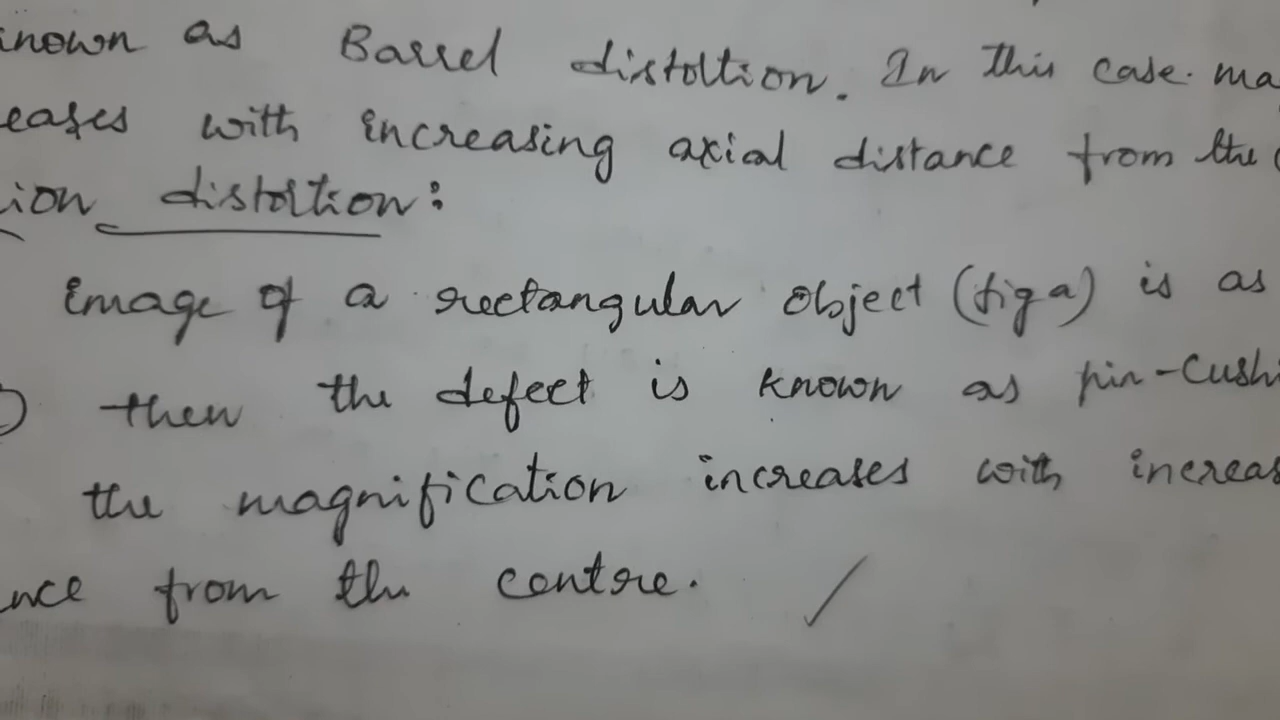 known as Barrel distortion. In this case. ma
eases with increasing axial distance from the
ion distortion:
image of a rectangular object (fig a) is as
) then the defect is known as pin-cushi
the magnification increases with increas
nce from the centre.